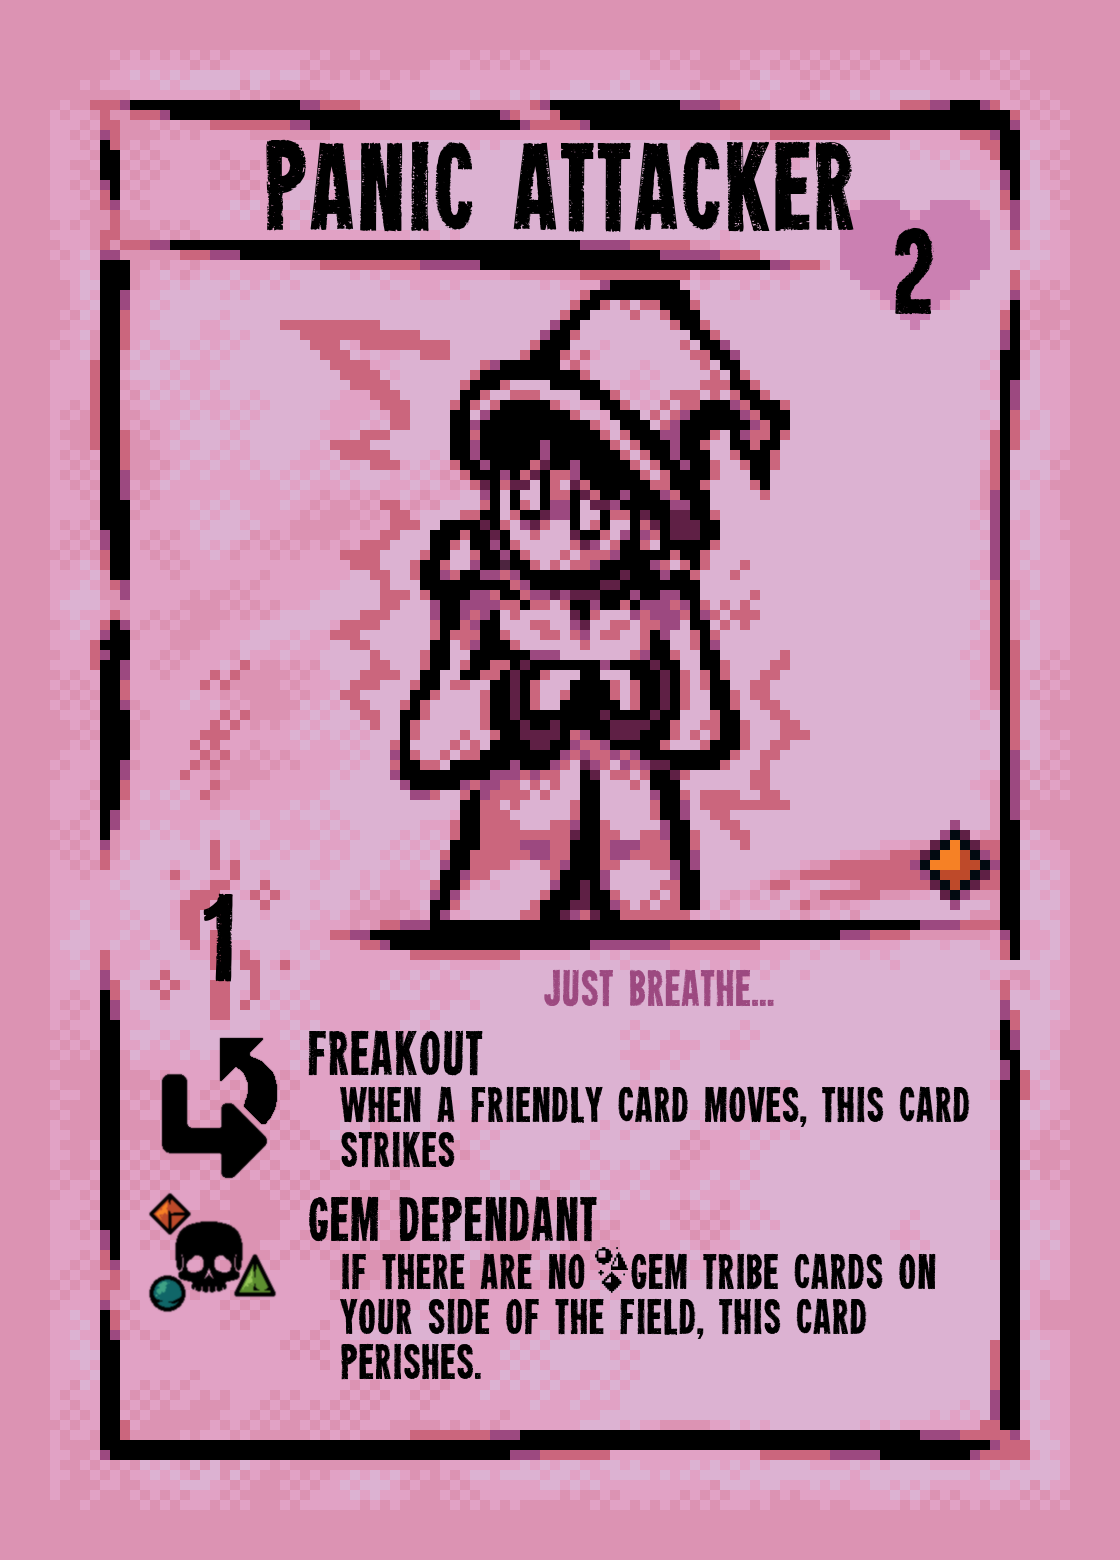 PANIC ATTACKER
2
1
JUST BREATHE...
FREAKOUT
WHEN A FRIENDLY CARD MOVES, THIS CARD
STRIKES
GEM DEPENDANT
IF THERE ARE NO GEM TRIBE CARDS ON
YOUR SIDE OF THE FIELD, THIS CARD
PERISHES.